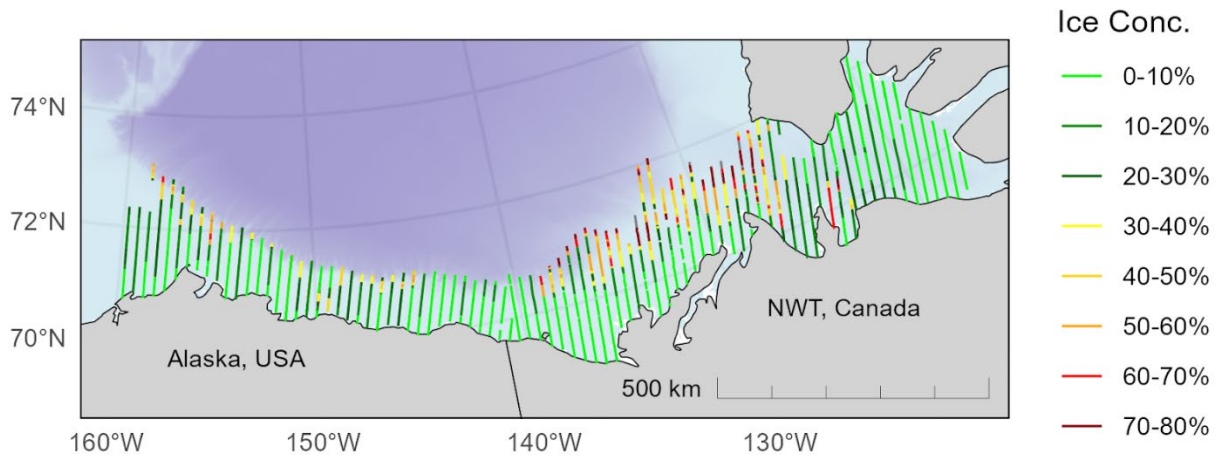 Ice Conc.
0-10%
10-20%
20-30%
30-40%
40-50%
50-60%
60-70%
70-80%
74°N
72°N
70°N
NWT, Canada
Alaska, USA
500 km
160°W
150°W
140°W
130°W